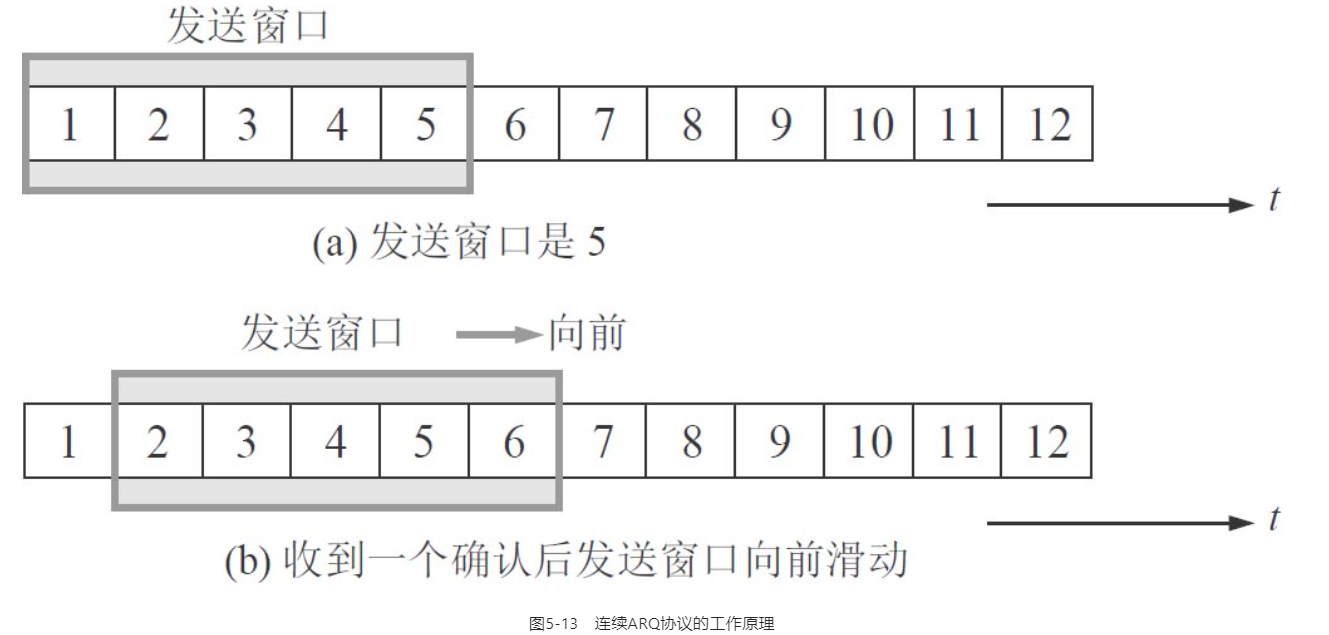 发送窗口
1 2 3 4 5 6 7 8 9 10 11 12
t
(a) 发送窗口是 5
发送窗口 向前
1 2 3 4 5 6 7 8 9 10 11 12
t
(b) 收到一个确认后发送窗口向前滑动
图5-13 连续ARQ协议的工作原理